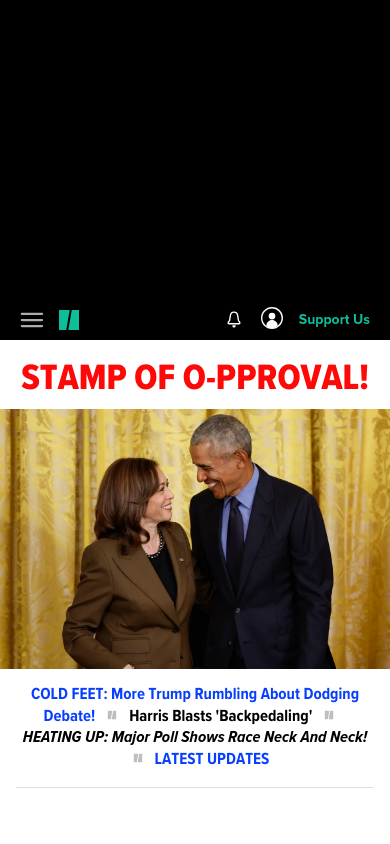 Support Us
STAMP OF O-PPROVAL!
COLD FEET: More Trump Rumbling About Dodging
Debate! Harris Blasts 'Backpedaling'
HEATING UP: Major Poll Shows Race Neck And Neck!
LATEST UPDATES